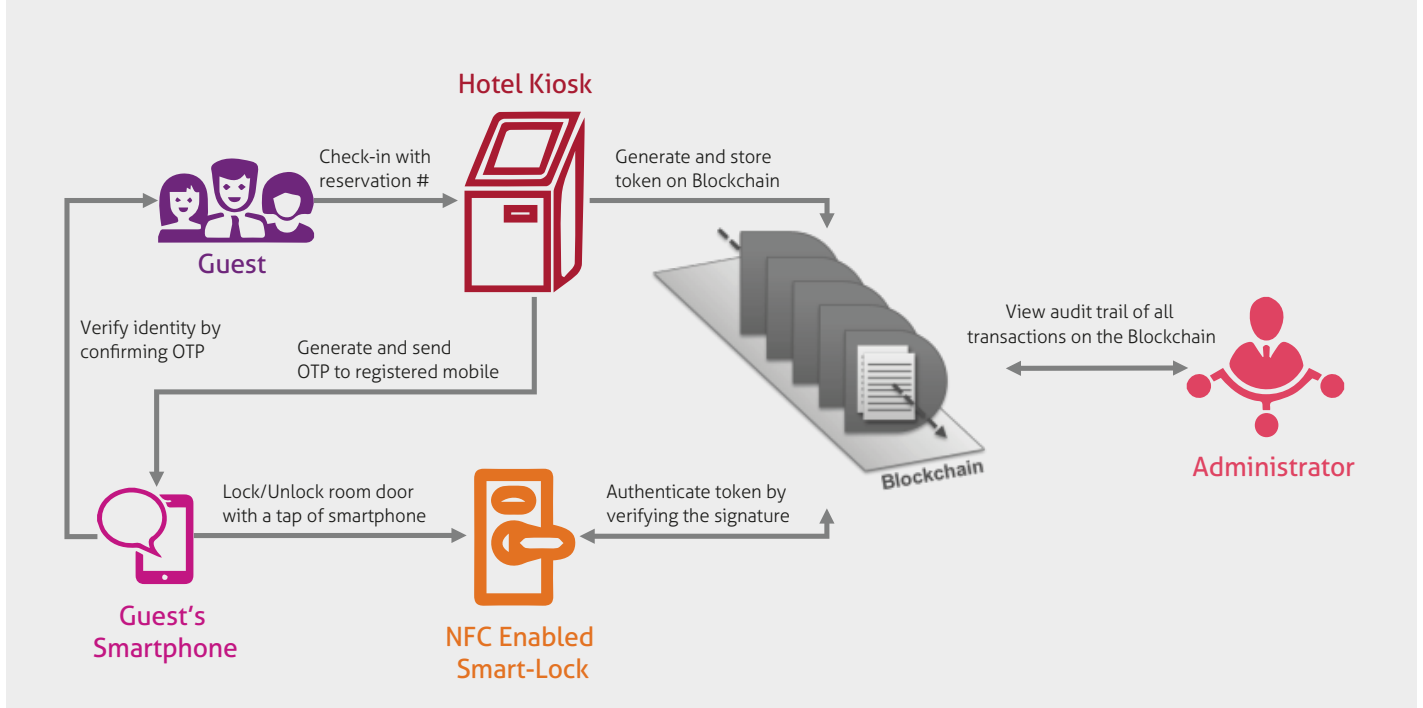 Hotel Kiosk
Check-in with
reservation #
Generate and store
token on Blockchain
Guest
Verify identity by
confirming OTP
Generate and send
OTP to registered mobile
View audit trail of all
transactions on the Blockchain
Blockchain
Administrator
Lock/Unlock room door
with a tap of smartphone
Authenticate token by
verifying the signature
Guest's
Smartphone
NFC Enabled
Smart-Lock